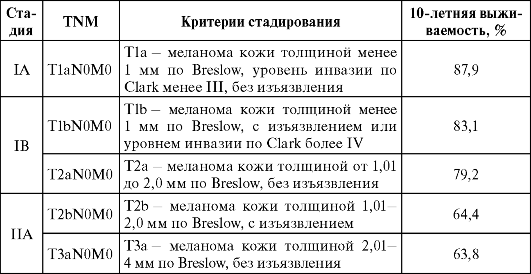 Ста-
дия
TNM
Критерии стадирования
10-летняя выжи-
ваемость, %
IA
T1aN0M0
T1a – меланома кожи толщиной менее
1 мм по Breslow, уровень инвазии по
Clark менее III, без изъязвления
87,9
IB
T1bN0M0
T1b – меланома кожи толщиной менее
1 мм по Breslow, с изъязвлением или
уровнем инвазии по Clark более IV
83,1
T2aN0M0
T2a – меланома кожи толщиной от 1,01
до 2,0 мм по Breslow, без изъязвления
79,2
IIA
T2bN0M0
T2b – меланома кожи толщиной 1,01–
2,0 мм по Breslow, с изъязвлением
64,4
T3aN0M0
T3a – меланома кожи толщиной 2,01–
4 мм по Breslow, без изъязвления
63,8